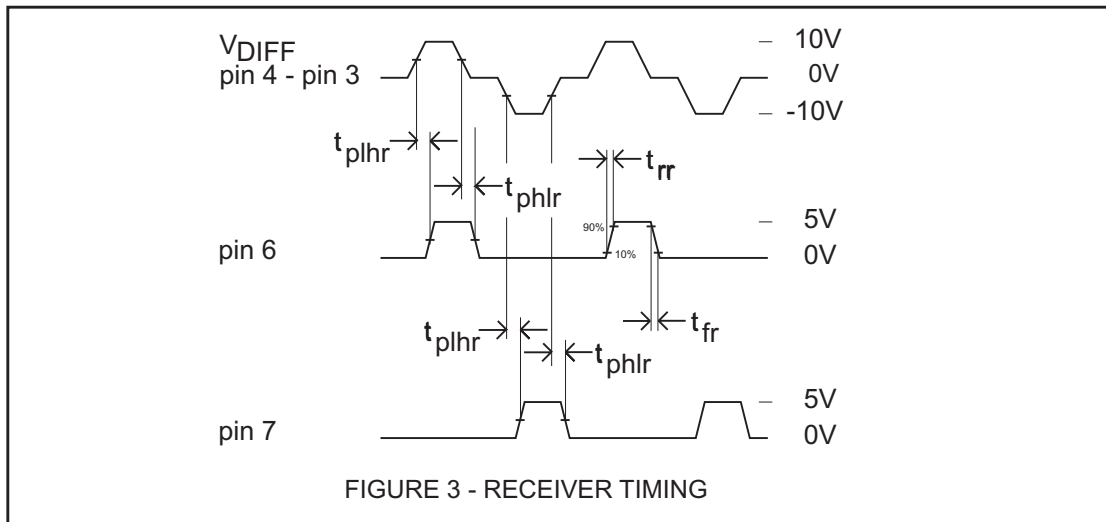 VDIFF
pin 4 - pin 3
10V
0V
-10V
tplhr
tphlr
trr
pin 6
90%
10%
5V
0V
tplhr
tphlr
tfr
pin 7
5V
0V
FIGURE 3 - RECEIVER TIMING